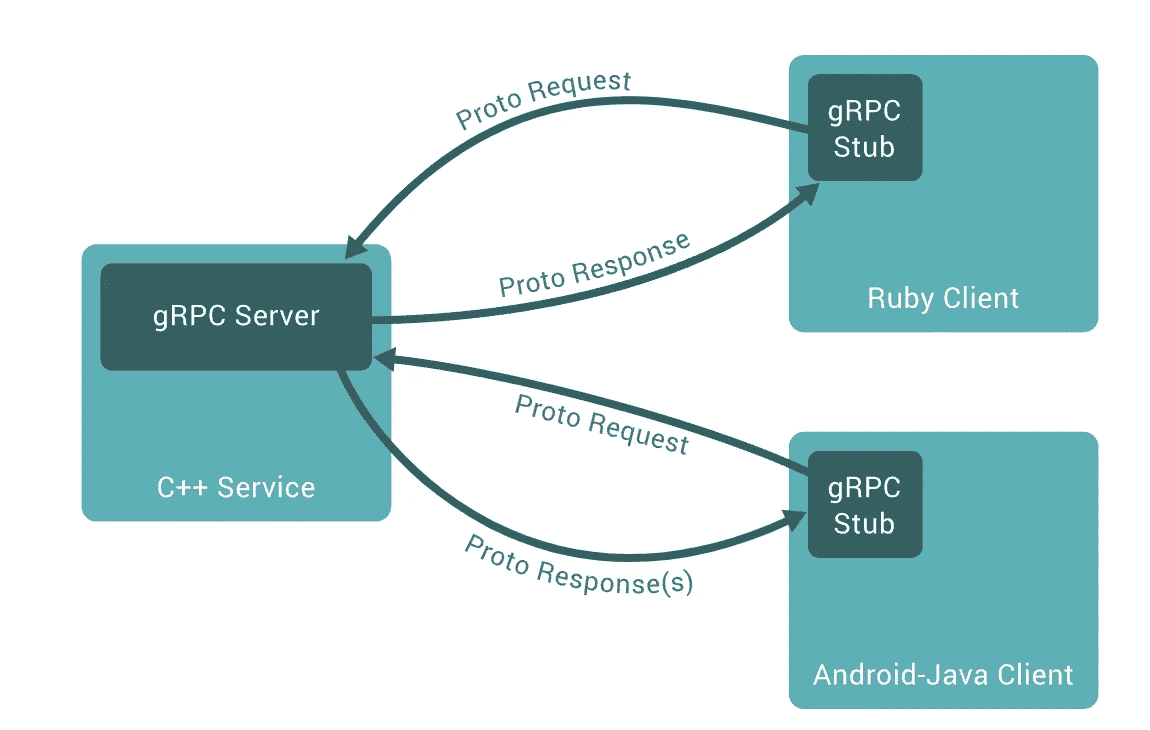 Proto Request
gRPC
Stub
Proto Response
Ruby Client
gRPC Server
C++ Service
Proto Request
gRPC
Stub
Proto Response(s)
Android-Java Client